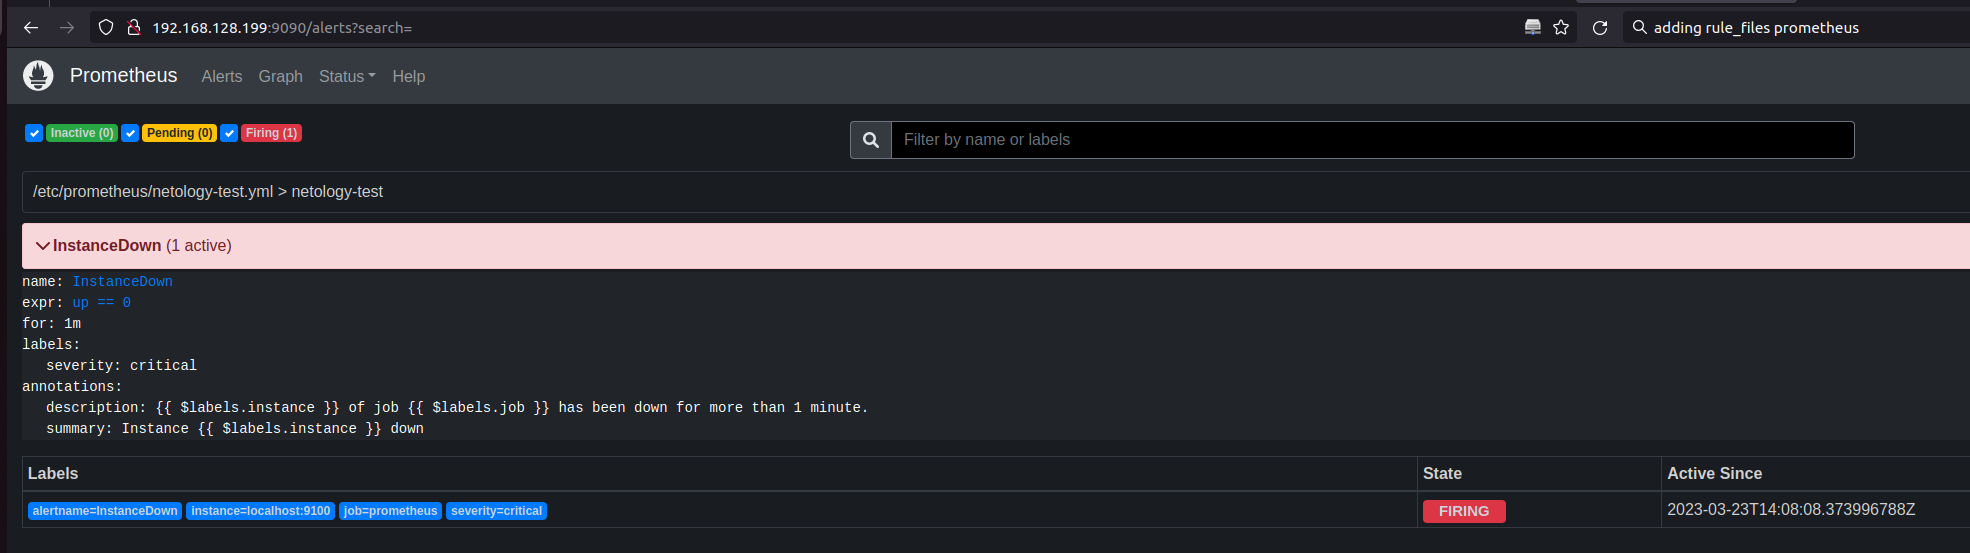 192.168.128.199:9090/alerts?search=
adding rule_files prometheus
Prometheus Alerts Graph Status Help
Inactive (0) Pending (0) Firing (1)
Filter by name or labels
/etc/prometheus/netology-test.yml > netology-test
InstanceDown (1 active)
name: InstanceDown
expr: up == 0
for: 1m
labels:
severity: critical
annotations:
description: {{ $labels.instance }} of job {{ $labels.job }} has been down for more than 1 minute.
summary: Instance {{ $labels.instance }} down
Labels State Active Since
alertname=InstanceDown instance=localhost:9100 job=prometheus severity=critical FIRING 2023-03-23T14:08:08.373996788Z